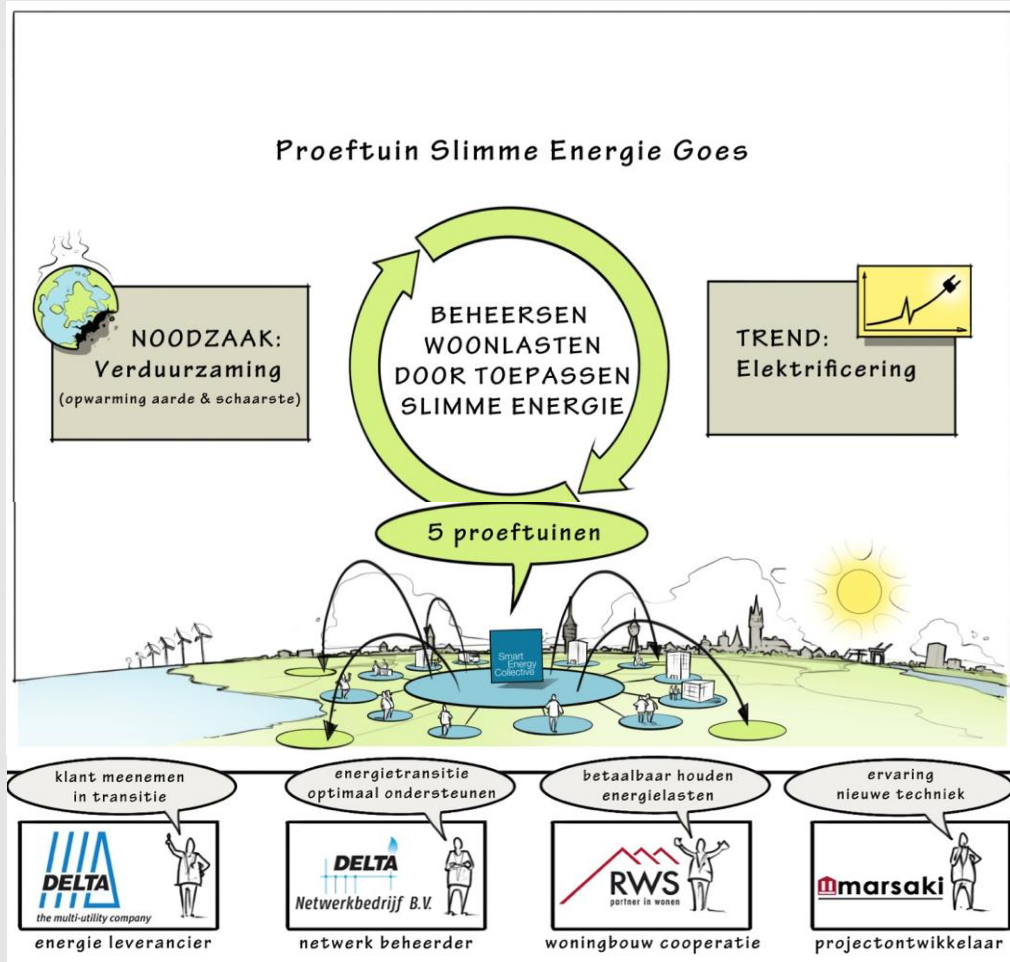 Proeftuin Slimme Energie Goes
NOODZAAK:
Verduurzaming
(opwarming aarde & schaarste)
BEHEERSEN
WOONLASTEN
DOOR TOEPASSEN
SLIMME ENERGIE
TREND:
Elektrificering
5 proeftuinen
Smart
Energy
Collective
klant meenemen
in transitie
energietransitie
optimaal ondersteunen
betaalbaar houden
energielasten
ervaring
nieuwe techniek
DELTA
the multi-utility company
DELTA
Netwerkbedrijf B.V.
RWS
partner in wonen
marsaki
energie leverancier
netwerk beheerder
woningbouw cooperatie
projectontwikkelaar